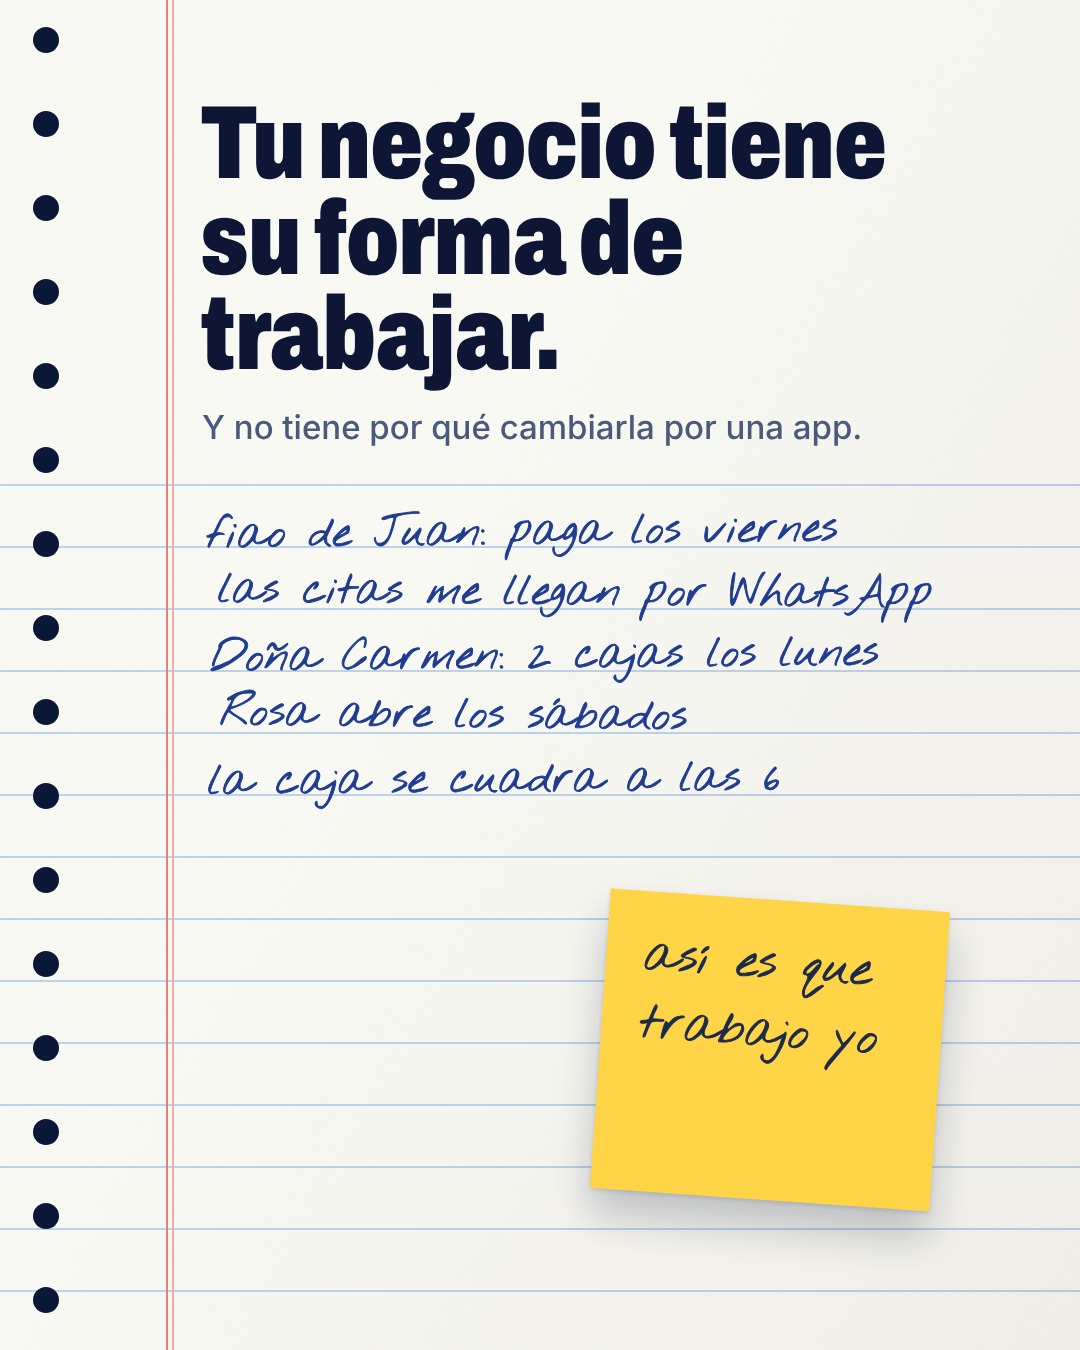 Tu negocio tiene
su forma de
trabajar.
Y no tiene por qué cambiarla por una app.
fiao de Juan: paga los viernes
las citas me llegan por WhatsApp
Doña Carmen: 2 cajas los lunes
Rosa abre los sábados
la caja se cuadra a las 6
así es que
trabajo yo